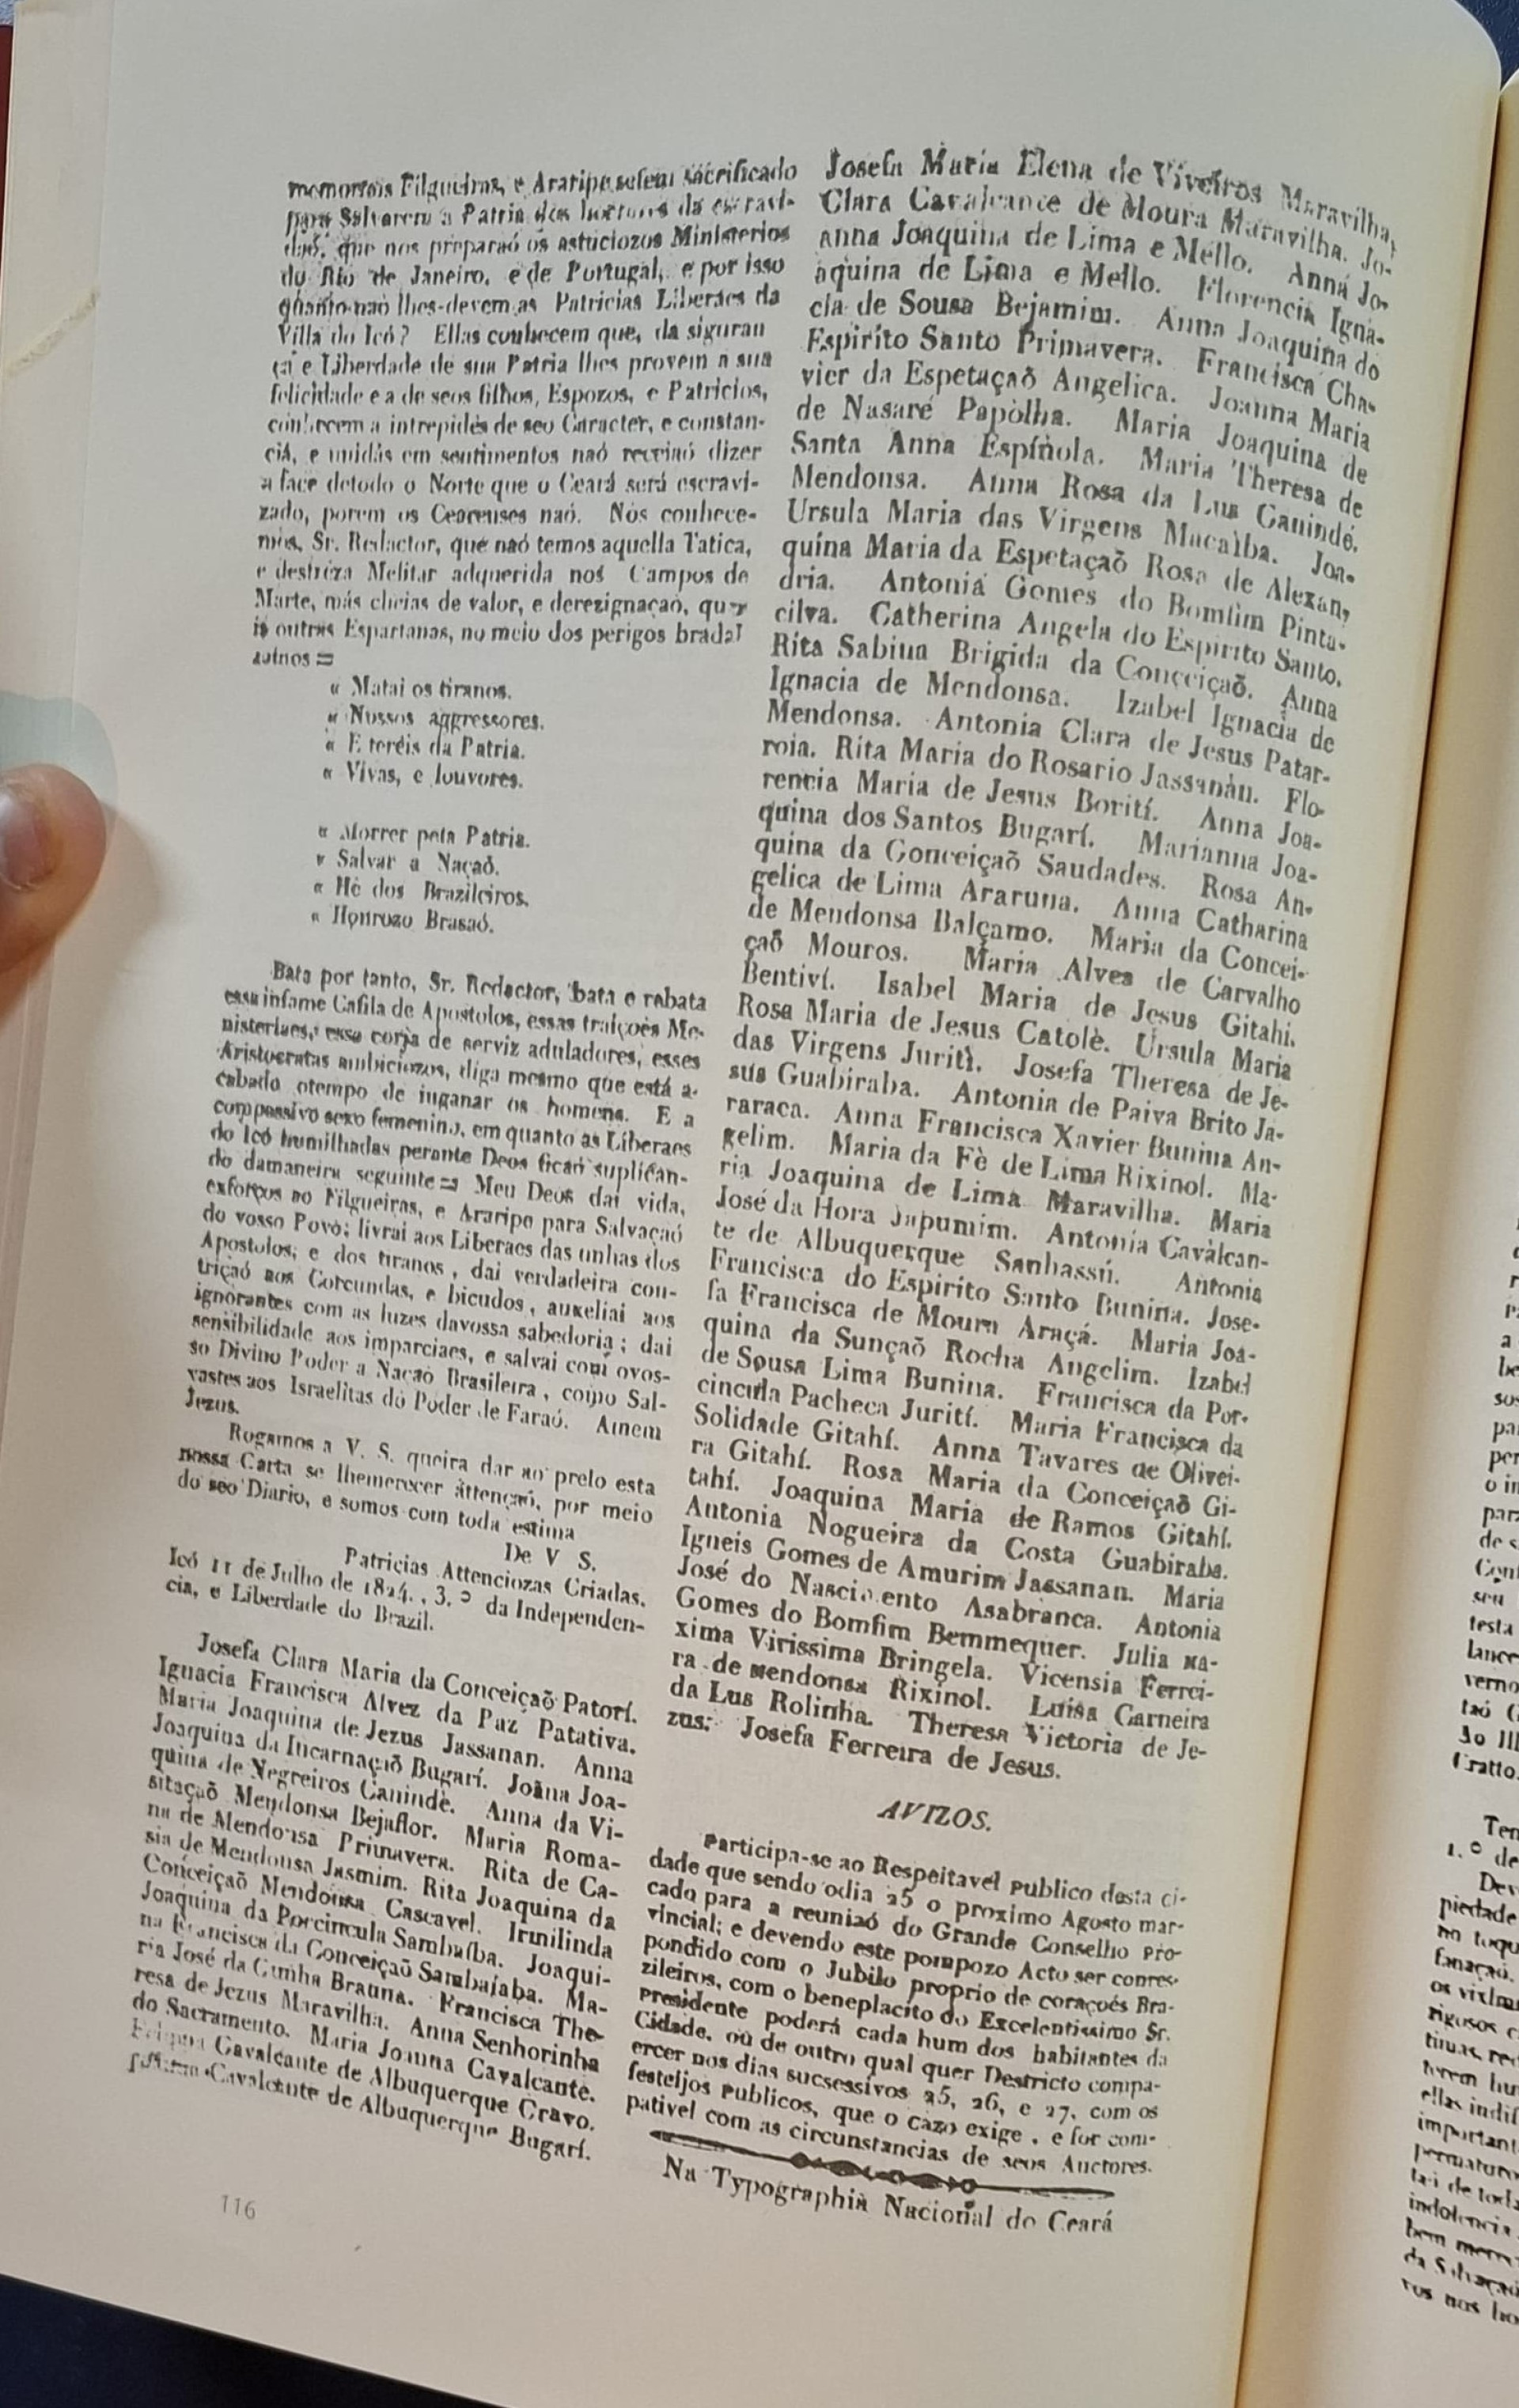 memoraveis Filgueiras, e Araripe se sem sacrificado
para Salvarem a Patria dos horrores da escravi-
daõ, que nos preparaõ os astuciozos Ministerios
do Rio de Janeiro, e de Portugal, e por isso
quanto naõ lhes devem as Patricias Liberaes da
Villa do Icó? Ellas conhecem que, da siguran
ça e Liberdade de sua Patria lhes provem a sua
felicidade e a de seos filhos, Espozos, e Patricios,
conhecem a intrepidès de seo Caracter, e constan-
ciá, e unidas em sentimentos naõ receiaõ dizer
a face detodo o Norte que o Ceará será escravi-
zado, porem os Cearenses naõ. Nós conhece-
mos, Sr. Redactor, que naõ temos aquella Tatica,
e destreza Melitar adquerida nos Campos de
Marte, más cheias de valor, e derezignaçaõ, qu
is outras Espartanas, no meio dos perigos brada
=
« Matai os tiranos.
« Nossos aggressores.
« E teréis da Patria.
« Vivas, e louvores.
« Morrer pela Patria.
« Salvar a Naçaõ.
« Hè dos Brazileiros.
« Honrozo Brasaõ.
Bata por tanto, Sr. Redactor, bata e rebata
essa infame Cafila de Apostolos, essas traiçoès Me-
nisteriaes, essa corja de serviz aduladores, esses
Aristocratas ambiciozos, diga mesmo que está a-
cabado otempo de inganar os homens. E a
compassivo sexo femenino, em quanto as Liberaes
do Icó humilhadas perante Deos ficaõ suplican-
do damaneira seguinte = Meu Deos dai vida,
exforços ao Filgueiras, e Araripe para Salvaçaõ
do vosso Povo; livrai aos Liberaes das unhas dos
Apostolos, e dos tiranos, dai verdadeira con-
triçaõ aos Corcundas, e bicudos, auxeliai aos
ignorantes com as luzes davossa sabedoria; dai
sensibilidade aos imparciaes, e salvai com ovos-
so Divino Poder a Naçaõ Brasileira, como Sal-
vastes aos Israelitas do Poder de Faraó. Amem
Jezus.
Rogamos a V. S. queira dar ao prelo esta
nossa Carta se lhemerecer attençaõ, por meio
do seo Diario, e somos com toda estima
De V S.
Patricias Attenciozas Criadas.
Icó 11 de Julho de 1824., 3.º da Independen-
cia, e Liberdade do Brazil.
Josefa Clara Maria da Conceiçaõ Patorí.
Ignacia Francisca Alvez da Paz Patativa.
Maria Joaquina de Jezus Jassanan. Anna
Joaquina da Incarnaçaõ Bugarí. Joãna Joa-
quina de Negreiros Canindè. Anna da Vi-
sitaçaõ Mendonsa Bejaflor. Maria Roma-
na de Mendonsa Primavera. Rita de Ca-
sia de Mendonsa Jasmim. Rita Joaquina da
Conceiçaõ Mendonsa Cascavel. Irmilinda
Joaquina da Porcincula Sambaíba. Joaqui-
na Francisca da Conceiçaõ Sambajaba. Ma-
ria José da Cunha Brauna. Francisca The-
resa de Jezus Maravilha. Anna Senhorinha
do Sacramento. Maria Joanna Cavalcante.
Cavalcante de Albuquerque Cravo.
Cavalcante de Albuquerque Bugarí.
Josefa Maria Elena de Viveiros Maravilha,
Clara Cavalcante de Moura Maravilha. Jo-
anna Joaquina de Lima e Mello. Anna Jo-
aquina de Lima e Mello. Florencia Igna-
cia de Sousa Bejamim. Anna Joaquina do
Espirito Santo Primavera. Francisca Cha-
vier da Espetaçaõ Angelica. Joanna Maria
de Nasaré Papòlha. Maria Joaquina de
Santa Anna Espínola. Maria Theresa de
Mendonsa. Anna Rosa da Lus Canindé.
Ursula Maria das Virgens Macaìba. Joa-
quina Maria da Espetaçaõ Rosa de Alexan,
dria. Antonia Gomes do Bomfim Pinta-
cilva. Catherina Angela do Espirito Santo.
Rita Sabina Brigida da Conceiçaõ. Anna
Ignacia de Mendonsa. Izabel Ignacia de
Mendonsa. Antonia Clara de Jesus Patar-
roia. Rita Maria do Rosario Jassanàn. Flo-
rencia Maria de Jesus Borití. Anna Joa-
quina dos Santos Bugarí. Marianna Joa-
quina da Conceiçaõ Saudades. Rosa An-
gelica de Lima Araruna. Anna Catharina
de Mendonsa Balçamo. Maria da Concei-
çaõ Mouros. Maria Alves de Carvalho
Bentiví. Isabel Maria de Jesus Gitahi.
Rosa Maria de Jesus Catolè. Ursula Maria
das Virgens Juritì. Josefa Theresa de Je-
sus Guabiraba. Antonia de Paiva Brito Ja-
raraca. Anna Francisca Xavier Bunina An-
gelim. Maria da Fè de Lima Rixinol. Ma-
ria Joaquina de Lima Maravilha. Maria
José da Hora Japumim. Antonia Cavàlcan-
te de Albuquerque Sanhassú. Antonia
Francisca do Espirito Santo Bunina. Jose-
fa Francisca de Moura Araçá. Maria Joa-
quina da Sunçaõ Rocha Angelim. Izabel
de Sousa Lima Bunina. Francisca da Por-
cincula Pacheca Jurití. Maria Francisca da
Solidade Gitahí. Anna Tavares de Olivei-
ra Gitahí. Rosa Maria da Conceiçaõ Gi-
tahí. Joaquina Maria de Ramos Gitahí.
Antonia Nogueira da Costa Guabiraba.
Igneis Gomes de Amurim Jassanan. Maria
José do Nascimento Asabranca. Antonia
Gomes do Bomfim Bemmequer. Julia Ma-
xima Virissima Bringela. Vicensia Ferrei-
ra de Mendonsa Rixinol. Luisa Carneira
da Lus Rolinha. Theresa Victoria de Je-
zus: Josefa Ferreira de Jesus.
AVIZOS.
Participa-se ao Respeitavel Publico desta ci-
dade que sendo odia 25 o proximo Agosto mar-
cado para a reuniaõ do Grande Conselho Pro-
vincial; e devendo este pompozo Acto ser corres-
pondido com o Jubilo proprio de coraçoés Bra-
zileiros, com o beneplacito do Excelentissimo Sr.
Presidente poderá cada hum dos habitantes da
Cidade, ou de outro qual quer Destricto compa-
ercer nos dias sucsessivos 25, 26, e 27, com os
festeijos Publicos, que o cazo exige, e for com-
pativel com as circunstancias de seos Auctores.
Na Typographia Nacional do Ceará
116